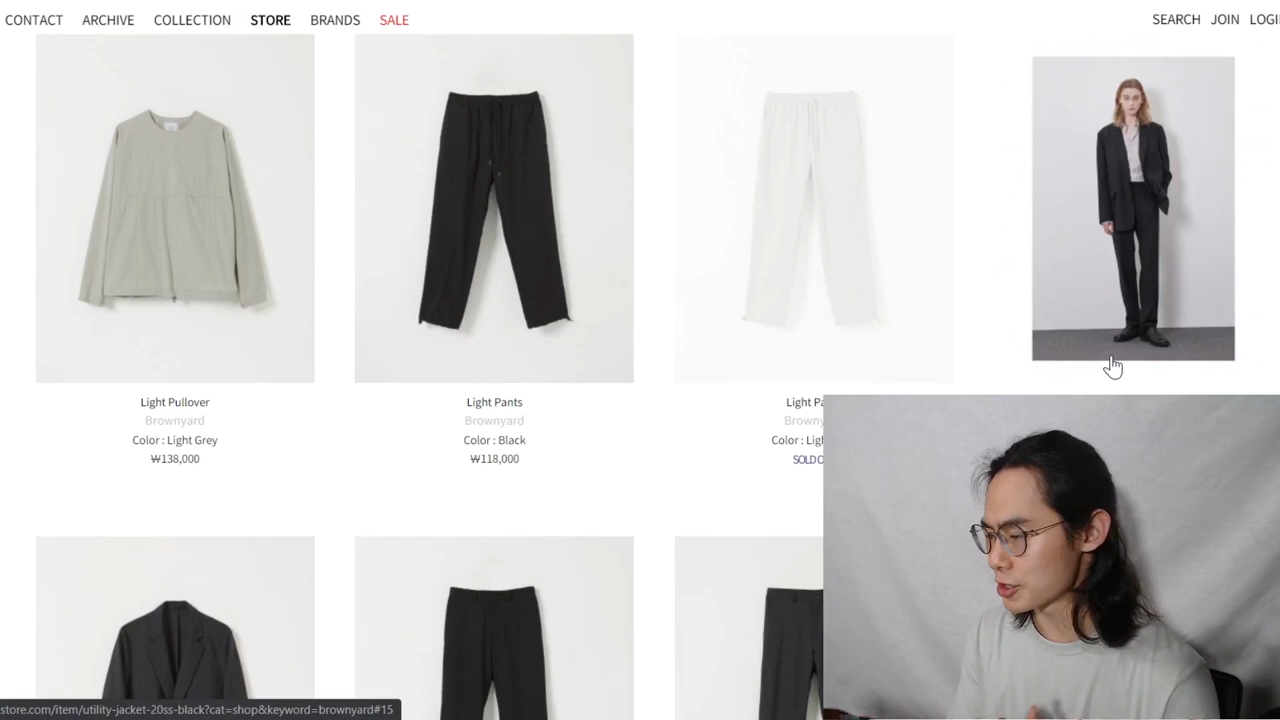 CONTACT ARCHIVE COLLECTION STORE BRANDS SALE SEARCH JOIN
Light Pullover
Brownyard
Color : Light Grey
₩138,000
Light Pants
Brownyard
Color : Black
₩118,000
Light
store.com/item/utility-jacket-20ss-black?cat=shop&keyword=brownyard#15